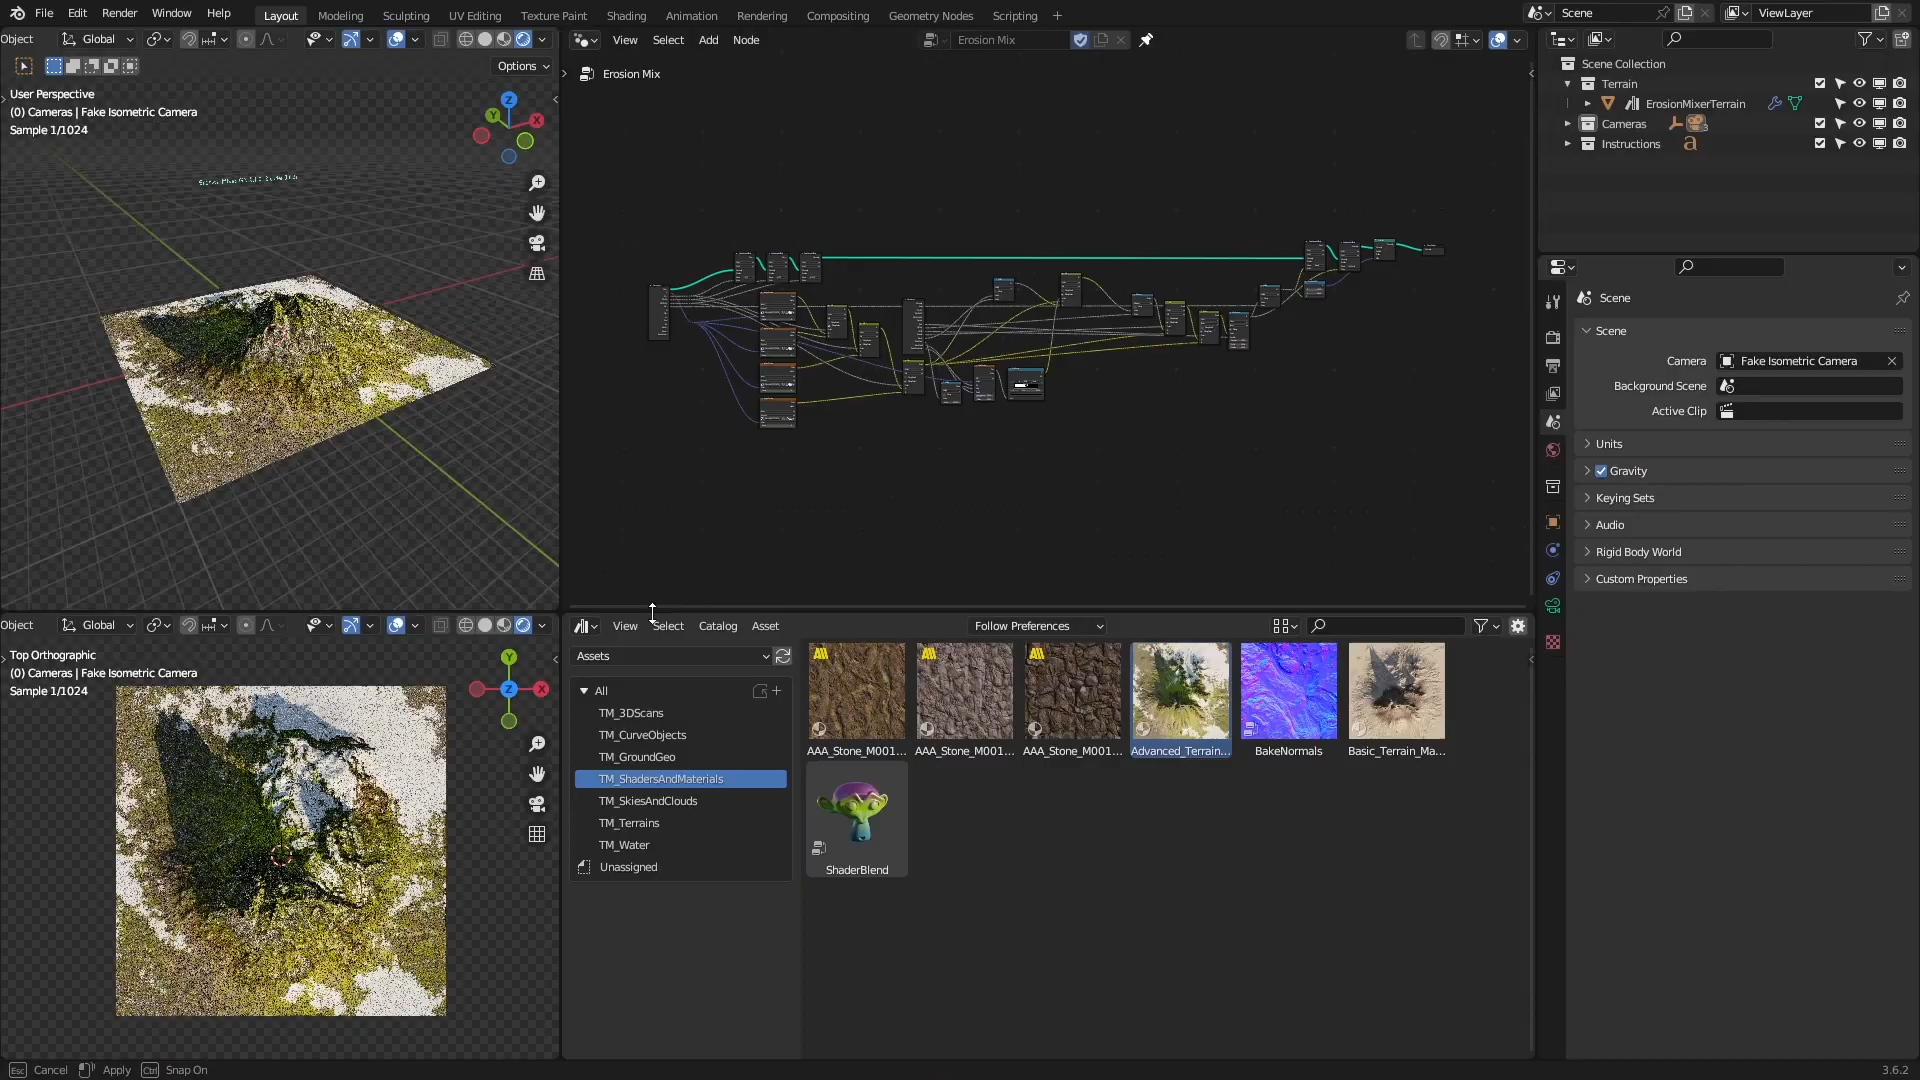 File Edit Render Window Help Layout Modeling Sculpting UV Editing Texture Paint Shading Animation Rendering Compositing Geometry Nodes Scripting + Scene ViewLayer
Object Global View Select Add Node Erosion Mix
Options
Erosion Mix
User Perspective
(0) Cameras | Fake Isometric Camera
Sample 1/1024
Z
Y
X
Scene Collection
Terrain
ErosionMixerTerrain
Cameras 3
Instructions a
Scene
Scene
Camera Fake Isometric Camera
Background Scene
Active Clip
Units
Gravity
Keying Sets
Audio
Rigid Body World
Custom Properties
Object Global View Select Catalog Asset Follow Preferences
Top Orthographic
(0) Cameras | Fake Isometric Camera
Sample 1/1024
Y
Z
X
Assets
All
TM_3DScans
TM_CurveObjects
TM_GroundGeo
TM_ShadersAndMaterials
TM_SkiesAndClouds
TM_Terrains
TM_Water
Unassigned
AAA_Stone_M001... AAA_Stone_M001... AAA_Stone_M001... Advanced_Terrain... BakeNormals Basic_Terrain_Ma...
ShaderBlend
Esc Cancel Apply Ctrl Snap On 3.6.2